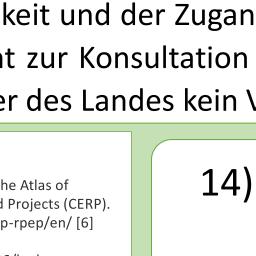 keit und der Zugan
t zur Konsultation
er des Landes kein
he Atlas of
d Projects (CERP).
p-rpep/en/ [6]
14)